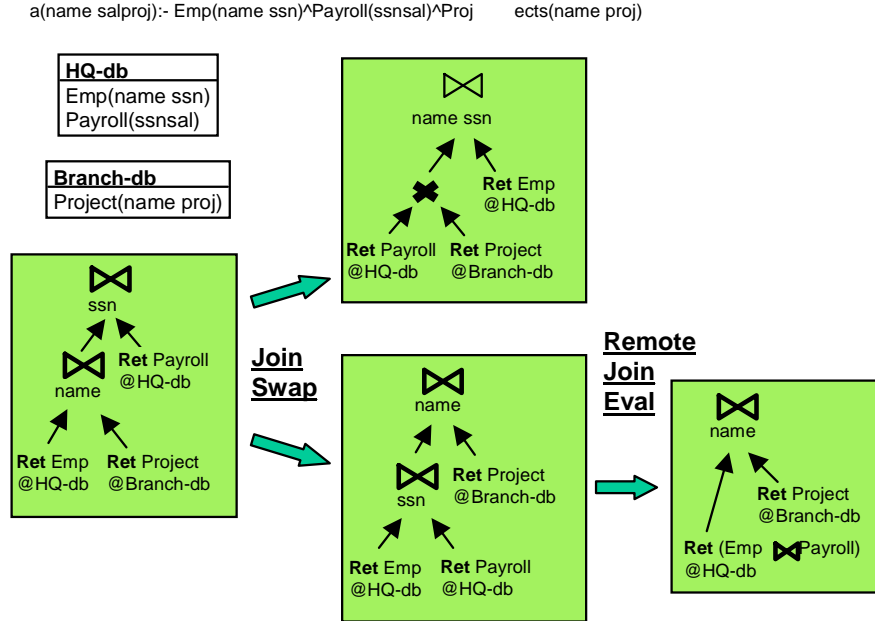 a(name salproj):- Emp(name ssn)^Payroll(ssnsal)^Proj ects(name proj)
HQ-db
Emp(name ssn)
Payroll(ssnsal)
Branch-db
Project(name proj)
name ssn
Ret Emp
@HQ-db
Ret Payroll
@HQ-db
Ret Project
@Branch-db
ssn
name
Ret Payroll
@HQ-db
Ret Emp
@HQ-db
Ret Project
@Branch-db
Join
Swap
name
ssn
Ret Project
@Branch-db
Ret Emp
@HQ-db
Ret Payroll
@HQ-db
Remote
Join
Eval
name
Ret Project
@Branch-db
Ret (Emp ⋈Payroll)
@HQ-db